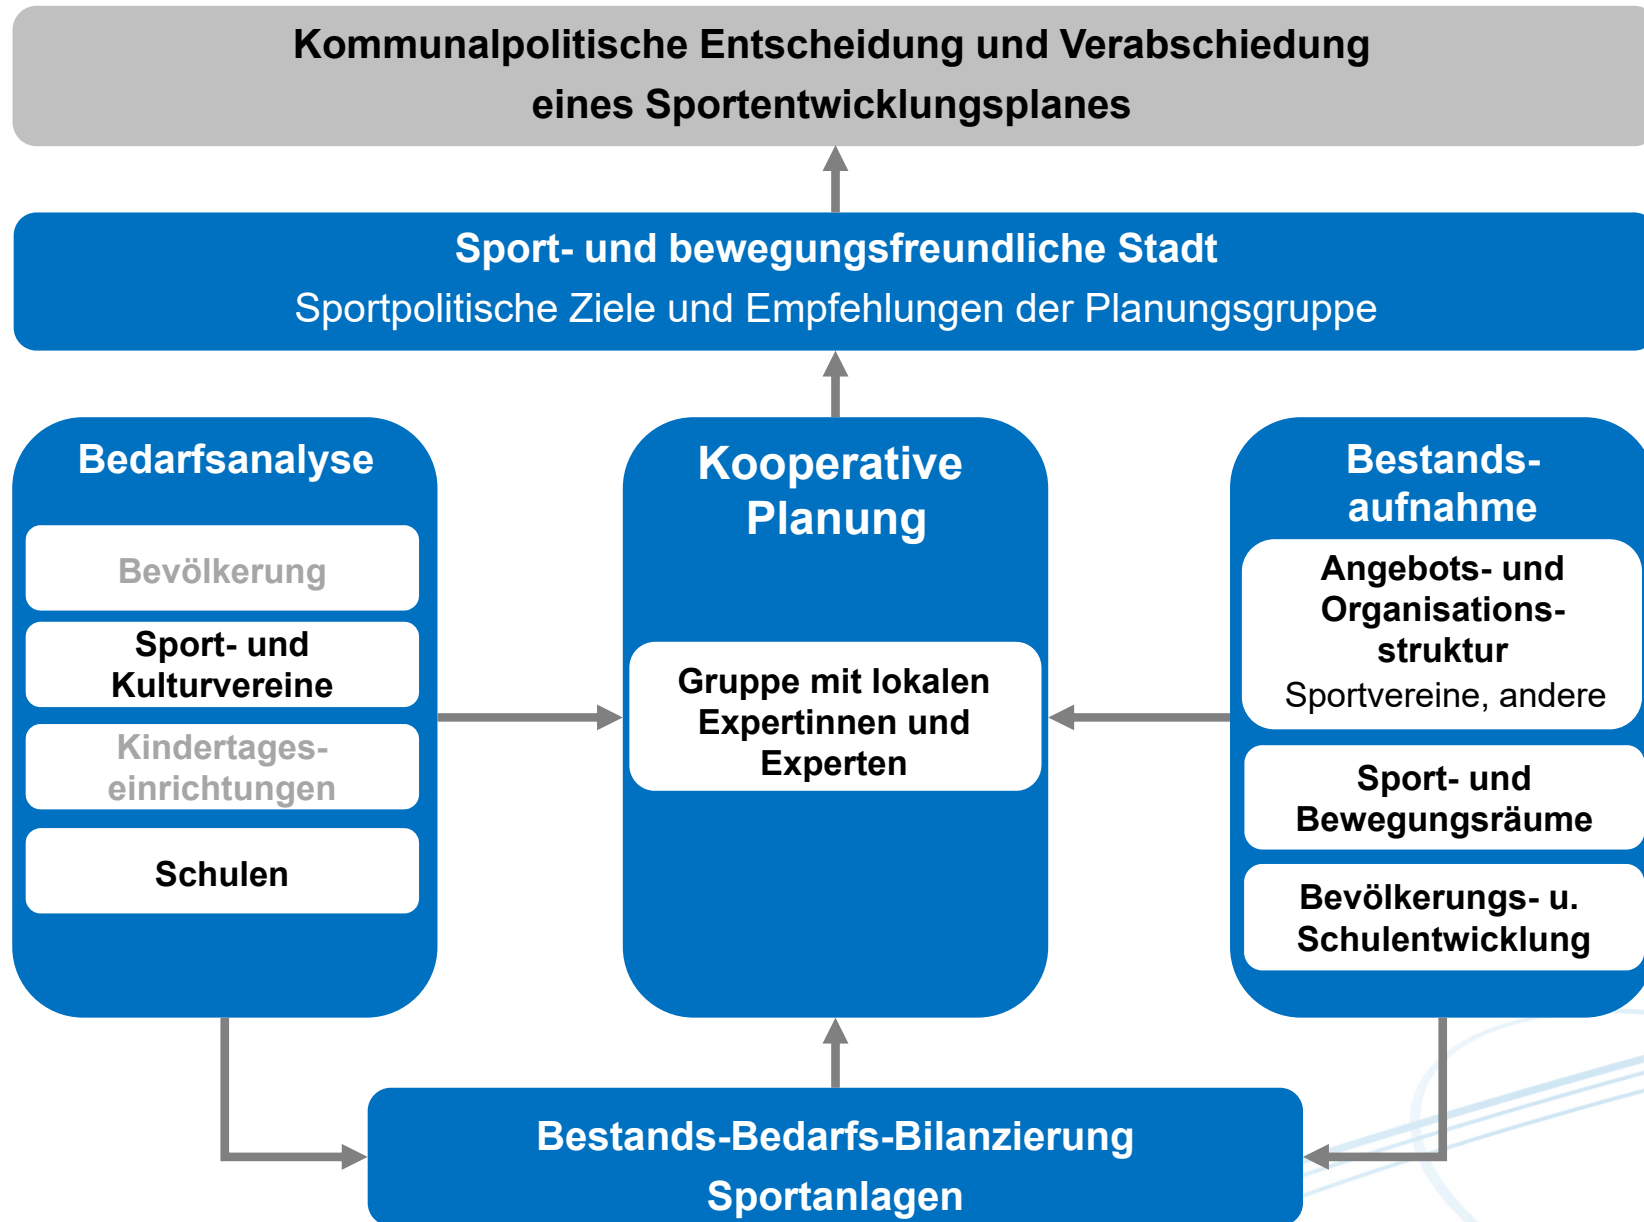 Kommunalpolitische Entscheidung und Verabschiedung
eines Sportentwicklungsplanes
Sport- und bewegungsfreundliche Stadt
Sportpolitische Ziele und Empfehlungen der Planungsgruppe
Bedarfsanalyse
Bevölkerung
Sport- und
Kulturvereine
Kindertages-
einrichtungen
Schulen
Kooperative
Planung
Gruppe mit lokalen
Expertinnen und
Experten
Bestands-
aufnahme
Angebots- und
Organisations-
struktur
Sportvereine, andere
Sport- und
Bewegungsräume
Bevölkerungs- u.
Schulentwicklung
Bestands-Bedarfs-Bilanzierung
Sportanlagen